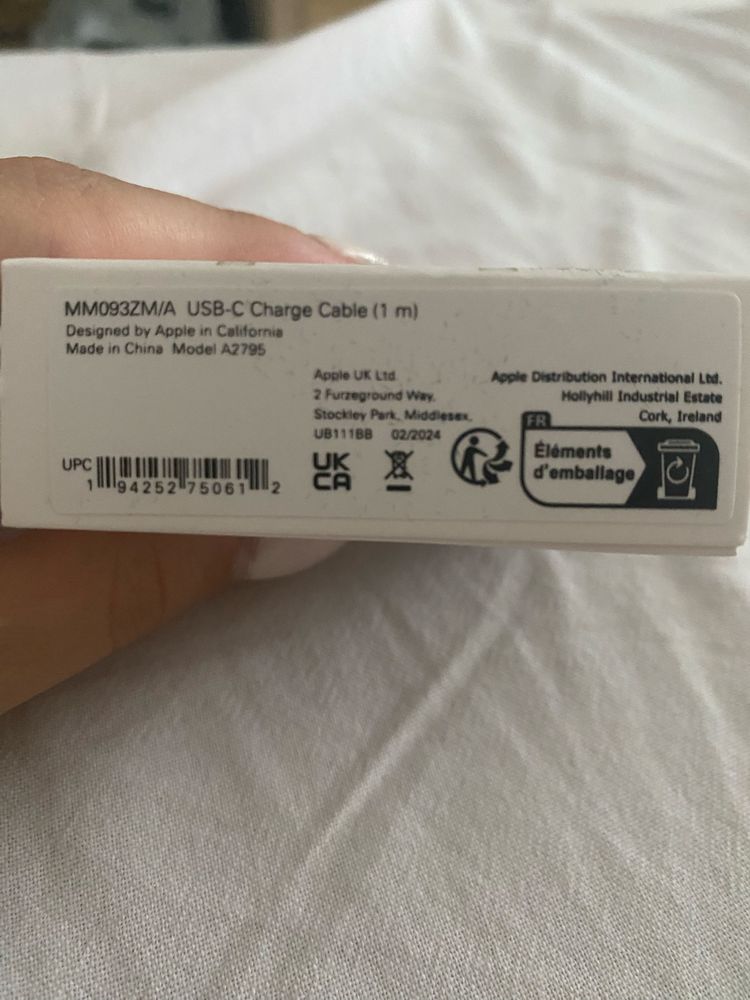 MM093ZM/A USB-C Charge Cable (1 m)
Designed by Apple in California
Made in China Model A2795
Apple UK Ltd.
2 Furzeground Way,
Stockley Park, Middlesex,
UB111BB 02/2024
Apple Distribution International Ltd.
Hollyhill Industrial Estate
Cork, Ireland
UPC
1 94252 75061 2
UK
CA
FR
Éléments
d'emballage